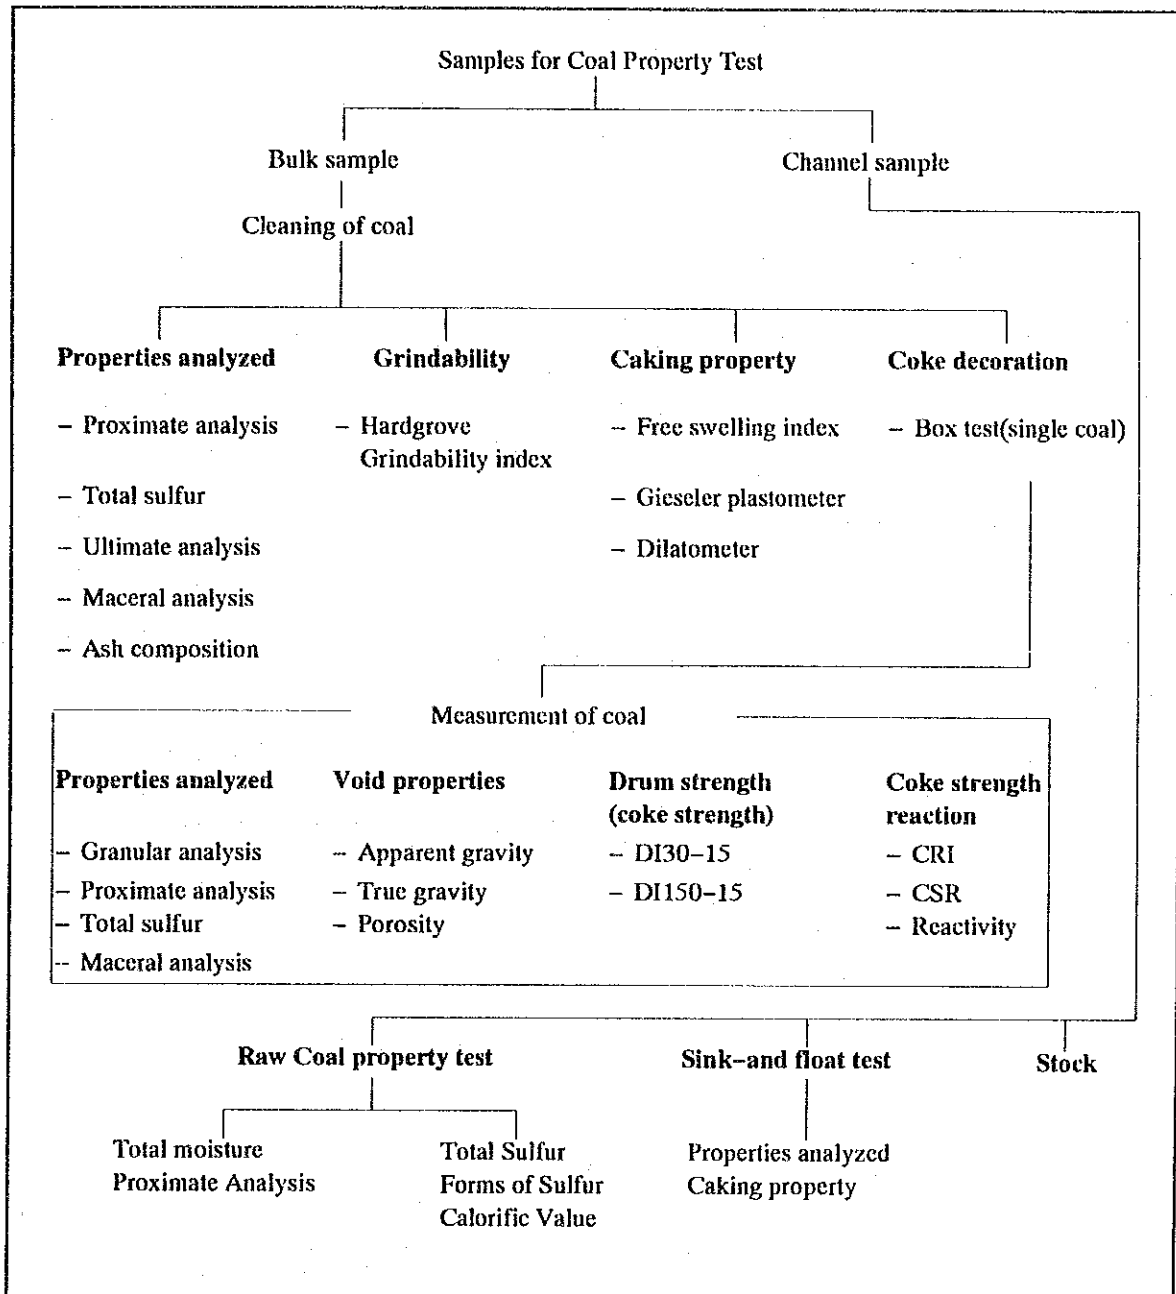 Samples for Coal Property Test
Bulk sample
Channel sample
Cleaning of coal
Properties analyzed
– Proximate analysis
– Total sulfur
– Ultimate analysis
– Maceral analysis
– Ash composition
Grindability
– Hardgrove
Grindability index
Caking property
– Free swelling index
– Gieseler plastometer
– Dilatometer
Coke decoration
– Box test(single coal)
Measurement of coal
Properties analyzed
– Granular analysis
– Proximate analysis
– Total sulfur
-- Maceral analysis
Void properties
– Apparent gravity
– True gravity
– Porosity
Drum strength
(coke strength)
– DI30–15
– DI150–15
Coke strength
reaction
– CRI
– CSR
– Reactivity
Raw Coal property test
Total moisture
Proximate Analysis
Total Sulfur
Forms of Sulfur
Calorific Value
Sink–and float test
Properties analyzed
Caking property
Stock